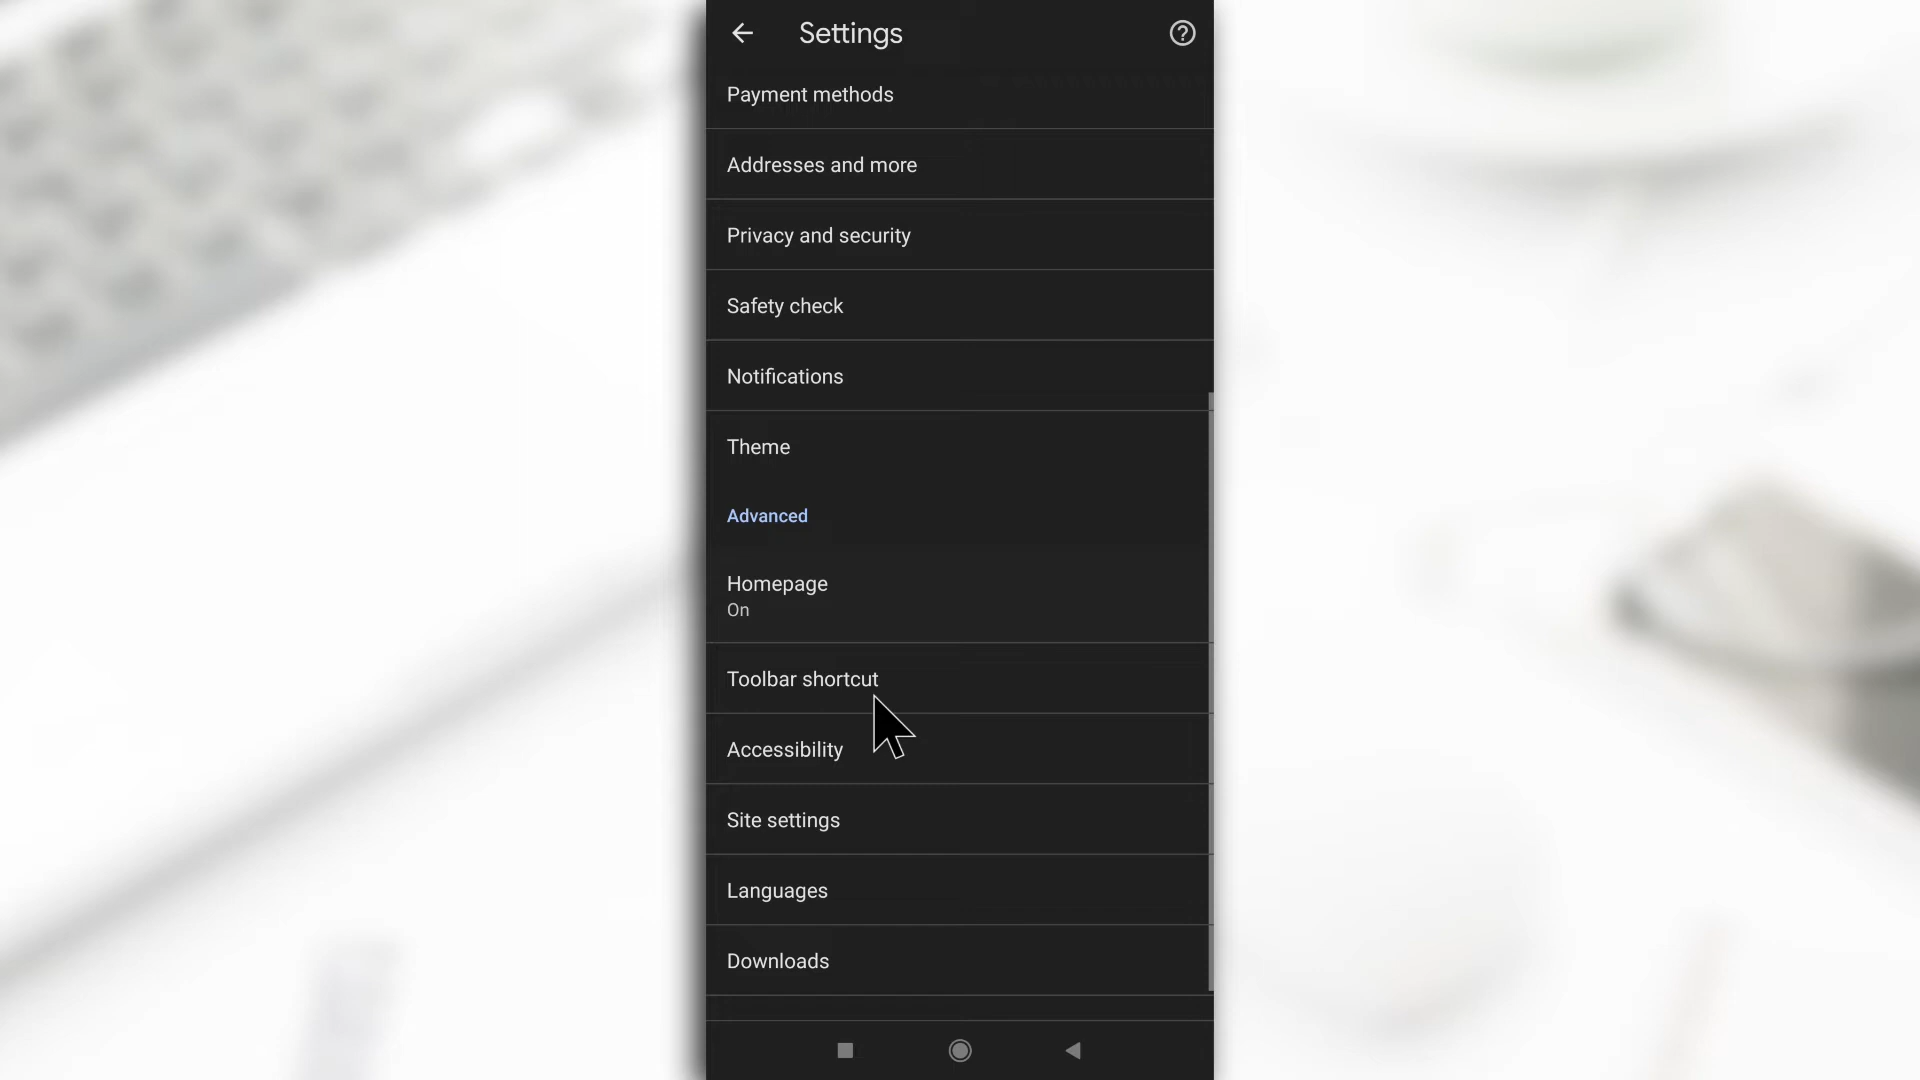 Settings
Payment methods
Addresses and more
Privacy and security
Safety check
Notifications
Theme
Advanced
Homepage
On
Toolbar shortcut
Accessibility
Site settings
Languages
Downloads